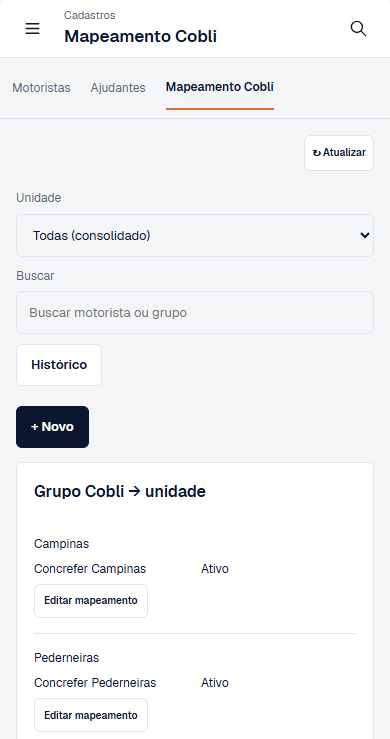 Cadastros
Mapeamento Cobli
Motoristas Ajudantes Mapeamento Cobli
↻ Atualizar
Unidade
Todas (consolidado)
Buscar
Buscar motorista ou grupo
Histórico
+ Novo
Grupo Cobli → unidade
Campinas
Concrefer Campinas Ativo
Editar mapeamento
Pederneiras
Concrefer Pederneiras Ativo
Editar mapeamento